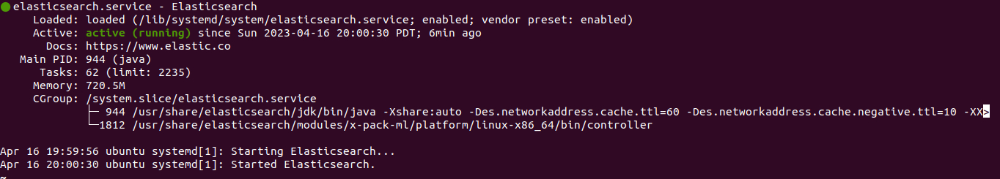 ● elasticsearch.service - Elasticsearch
Loaded: loaded (/lib/systemd/system/elasticsearch.service; enabled; vendor preset: enabled)
Active: active (running) since Sun 2023-04-16 20:00:30 PDT; 6min ago
Docs: https://www.elastic.co
Main PID: 944 (java)
Tasks: 62 (limit: 2235)
Memory: 720.5M
CGroup: /system.slice/elasticsearch.service
├─ 944 /usr/share/elasticsearch/jdk/bin/java -Xshare:auto -Des.networkaddress.cache.ttl=60 -Des.networkaddress.cache.negative.ttl=10 -XX>
└─1812 /usr/share/elasticsearch/modules/x-pack-ml/platform/linux-x86_64/bin/controller
Apr 16 19:59:56 ubuntu systemd[1]: Starting Elasticsearch...
Apr 16 20:00:30 ubuntu systemd[1]: Started Elasticsearch.
~